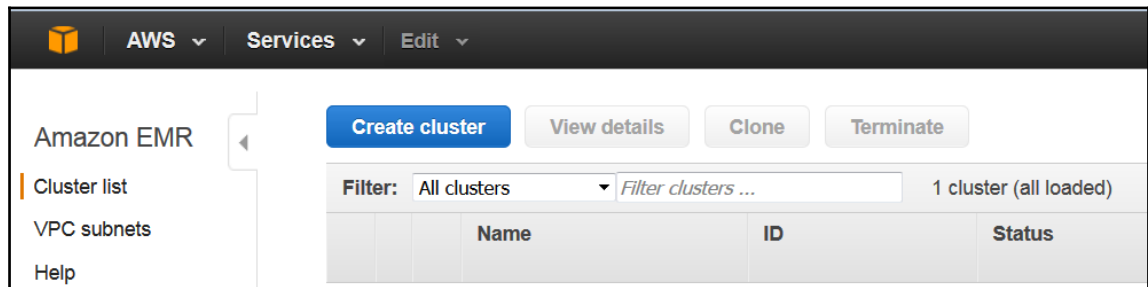 AWS Services Edit
Amazon EMR
Cluster list
VPC subnets
Help
Create cluster View details Clone Terminate
Filter: All clusters Filter clusters ... 1 cluster (all loaded)
Name ID Status